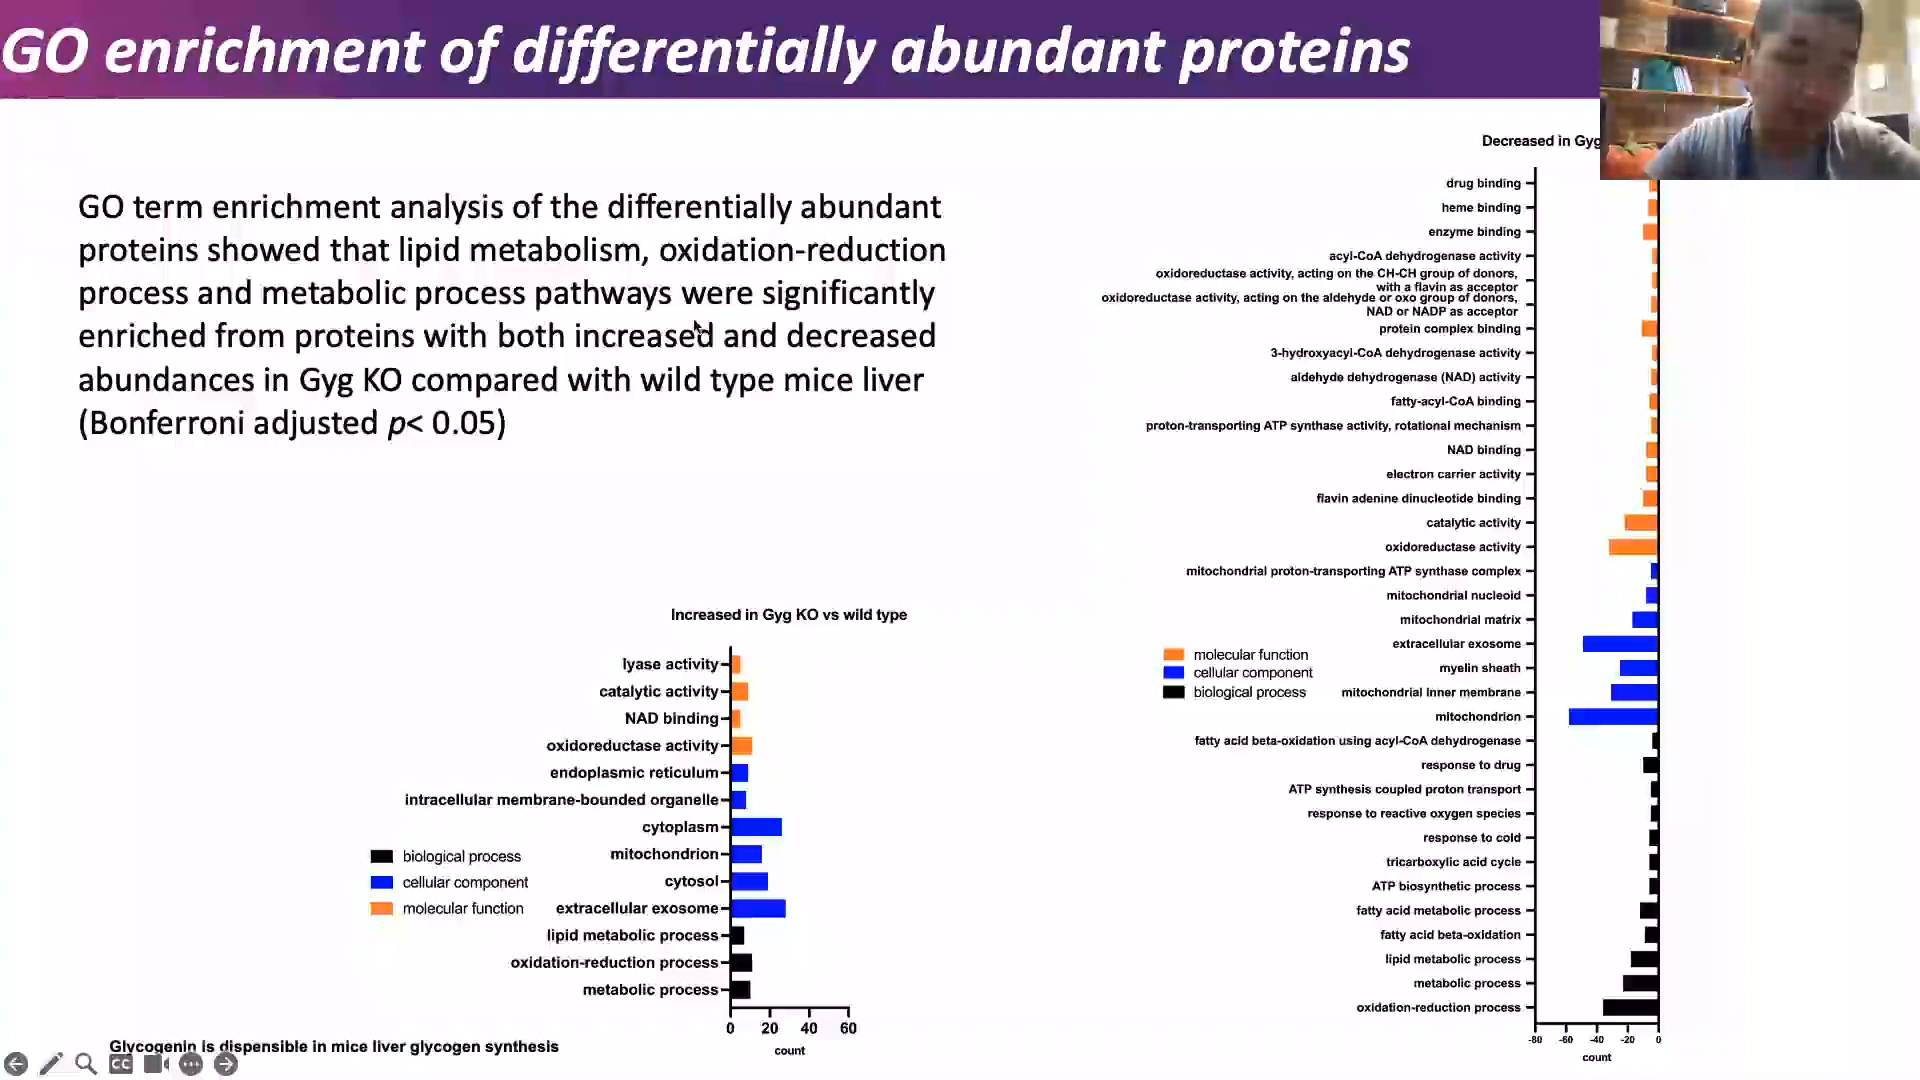 GO enrichment of differentially abundant proteins
GO term enrichment analysis of the differentially abundant
proteins showed that lipid metabolism, oxidation-reduction
process and metabolic process pathways were significantly
enriched from proteins with both increased and decreased
abundances in Gyg KO compared with wild type mice liver
(Bonferroni adjusted p< 0.05)
Increased in Gyg KO vs wild type
lyase activity
catalytic activity
NAD binding
oxidoreductase activity
endoplasmic reticulum
intracellular membrane-bounded organelle
cytoplasm
mitochondrion
cytosol
extracellular exosome
lipid metabolic process
oxidation-reduction process
metabolic process
biological process
cellular component
molecular function
0 20 40 60
count
Glycogenin is dispensible in mice liver glycogen synthesis
CC
Decreased in Gyg
drug binding
heme binding
enzyme binding
acyl-CoA dehydrogenase activity
oxidoreductase activity, acting on the CH-CH group of donors,
with a flavin as acceptor
oxidoreductase activity, acting on the aldehyde or oxo group of donors,
NAD or NADP as acceptor
protein complex binding
3-hydroxyacyl-CoA dehydrogenase activity
aldehyde dehydrogenase (NAD) activity
fatty-acyl-CoA binding
proton-transporting ATP synthase activity, rotational mechanism
NAD binding
electron carrier activity
flavin adenine dinucleotide binding
catalytic activity
oxidoreductase activity
mitochondrial proton-transporting ATP synthase complex
mitochondrial nucleoid
mitochondrial matrix
extracellular exosome
myelin sheath
mitochondrial inner membrane
mitochondrion
fatty acid beta-oxidation using acyl-CoA dehydrogenase
response to drug
ATP synthesis coupled proton transport
response to reactive oxygen species
response to cold
tricarboxylic acid cycle
ATP biosynthetic process
fatty acid metabolic process
fatty acid beta-oxidation
lipid metabolic process
metabolic process
oxidation-reduction process
molecular function
cellular component
biological process
-80 -60 -40 -20 0
count